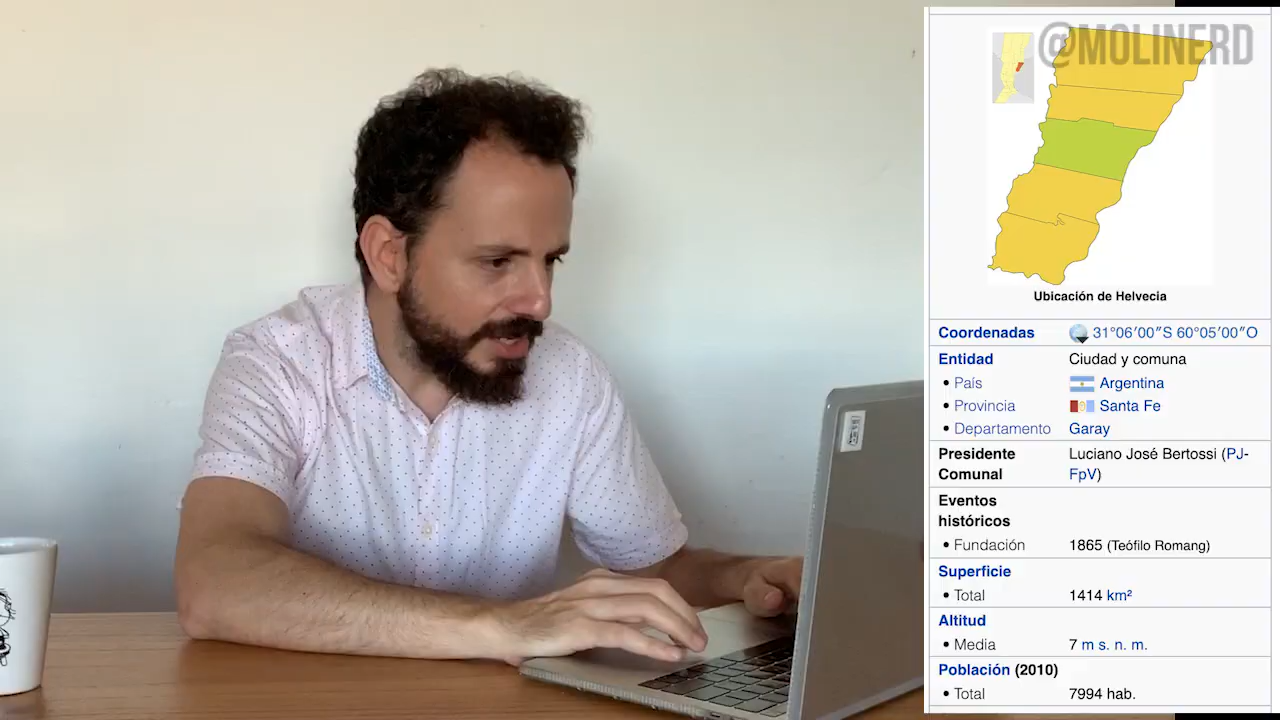 @MOLINERD
Ubicación de Helvecia
Coordenadas 31°06′00″S 60°05′00″O
Entidad Ciudad y comuna
• País Argentina
• Provincia Santa Fe
• Departamento Garay
Presidente Luciano José Bertossi (PJ-
Comunal FpV)
Eventos
históricos
• Fundación 1865 (Teófilo Romang)
Superficie
• Total 1414 km²
Altitud
• Media 7 m s. n. m.
Población (2010)
• Total 7994 hab.